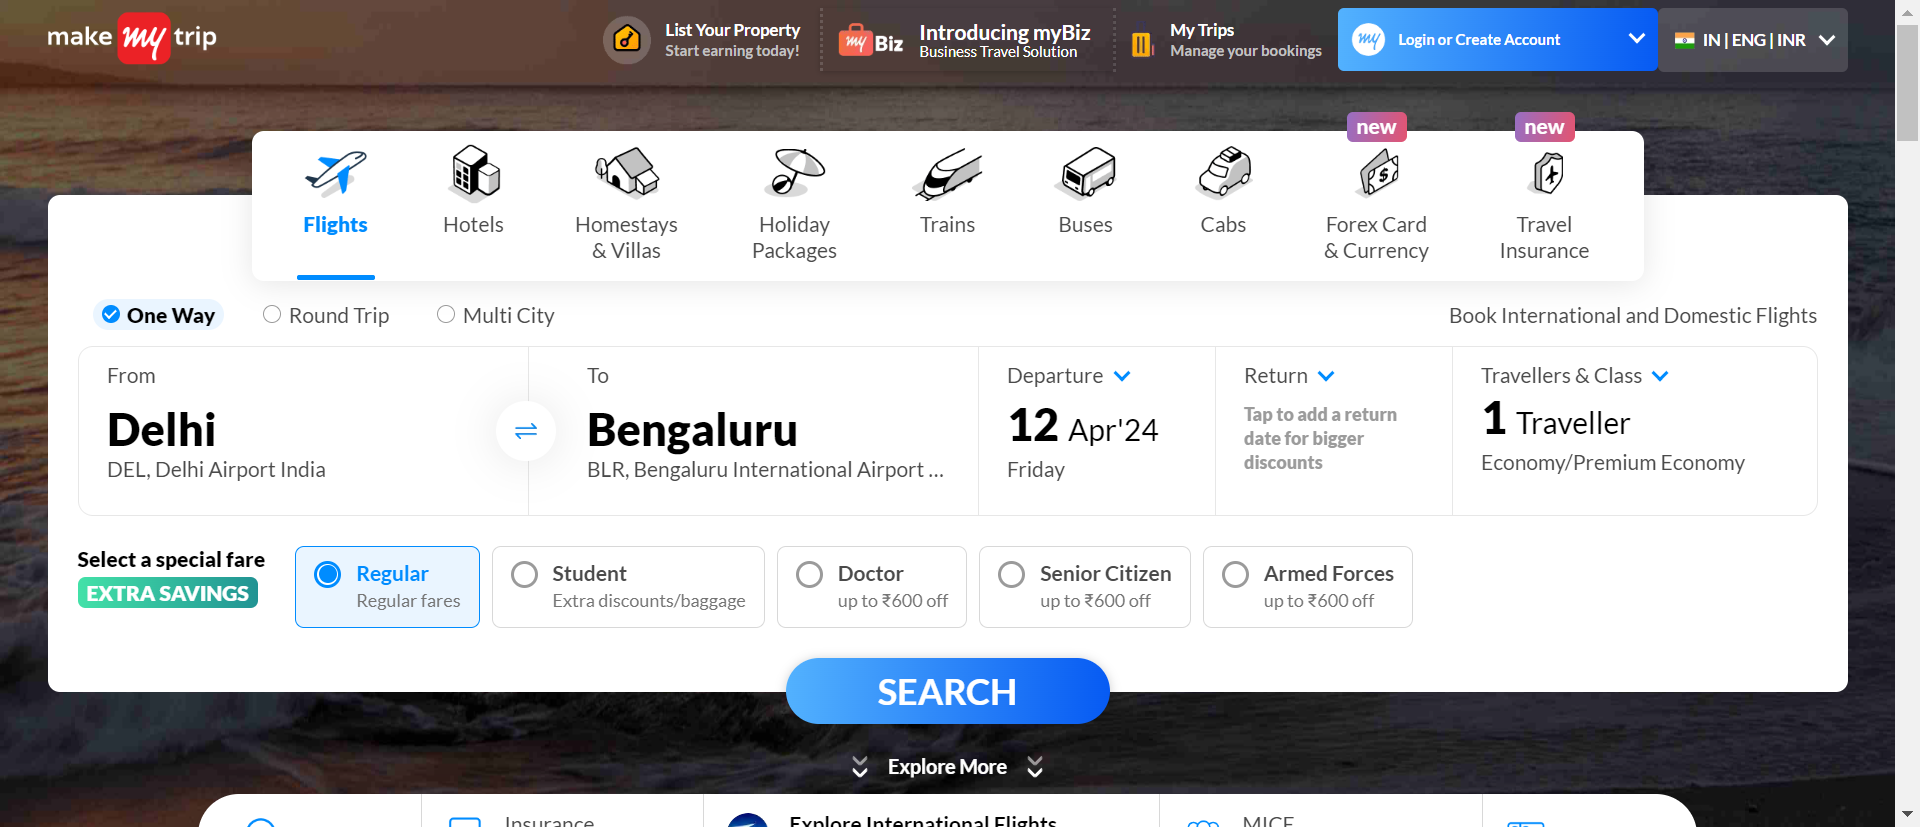 make my trip
List Your Property
Start earning today!
my Biz
Introducing myBiz
Business Travel Solution
My Trips
Manage your bookings
my
Login or Create Account
IN | ENG | INR
new
new
Flights
Hotels
Homestays
& Villas
Holiday
Packages
Trains
Buses
Cabs
Forex Card
& Currency
Travel
Insurance
One Way
Round Trip
Multi City
Book International and Domestic Flights
From
Delhi
DEL, Delhi Airport India
To
Bengaluru
BLR, Bengaluru International Airport ...
Departure
12 Apr'24
Friday
Return
Tap to add a return
date for bigger
discounts
Travellers & Class
1 Traveller
Economy/Premium Economy
Select a special fare
EXTRA SAVINGS
Regular
Regular fares
Student
Extra discounts/baggage
Doctor
up to ₹600 off
Senior Citizen
up to ₹600 off
Armed Forces
up to ₹600 off
SEARCH
Explore More
Insurance
Explore International Flights
MICE